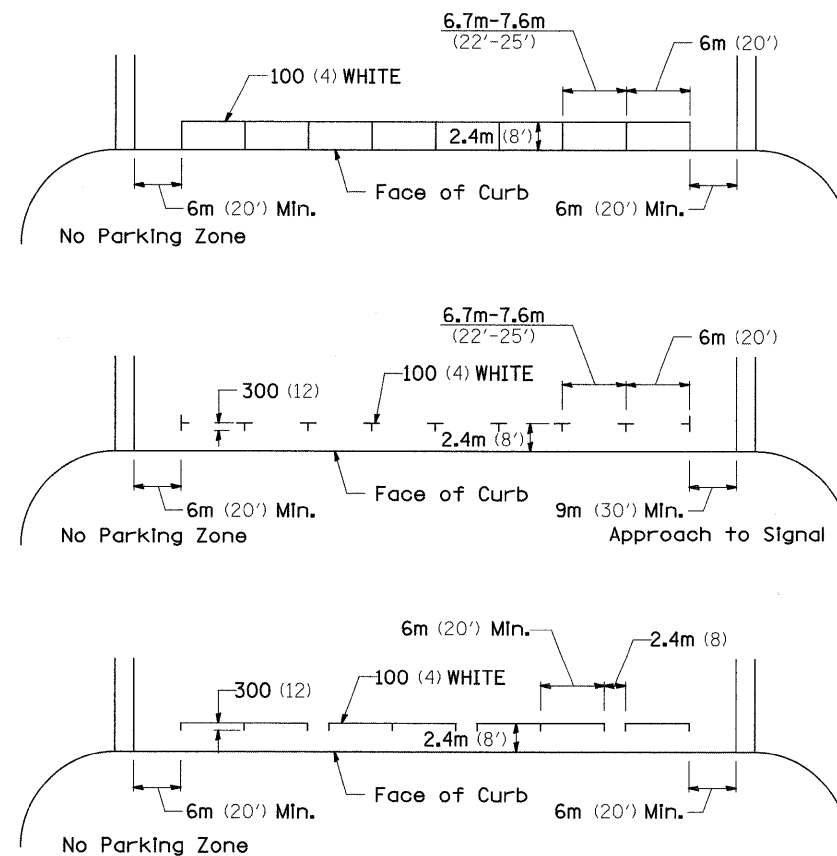 6.7m-7.6m
(22'-25')
6m (20')
100 (4) WHITE
2.4m (8')
Face of Curb
6m (20') Min.
6m (20') Min.
No Parking Zone
6.7m-7.6m
(22'-25')
6m (20')
100 (4) WHITE
300 (12)
2.4m (8')
Face of Curb
6m (20') Min.
9m (30') Min.
No Parking Zone
Approach to Signal
6m (20') Min.
2.4m (8)
100 (4) WHITE
300 (12)
2.4m (8')
Face of Curb
6m (20') Min.
6m (20') Min.
No Parking Zone